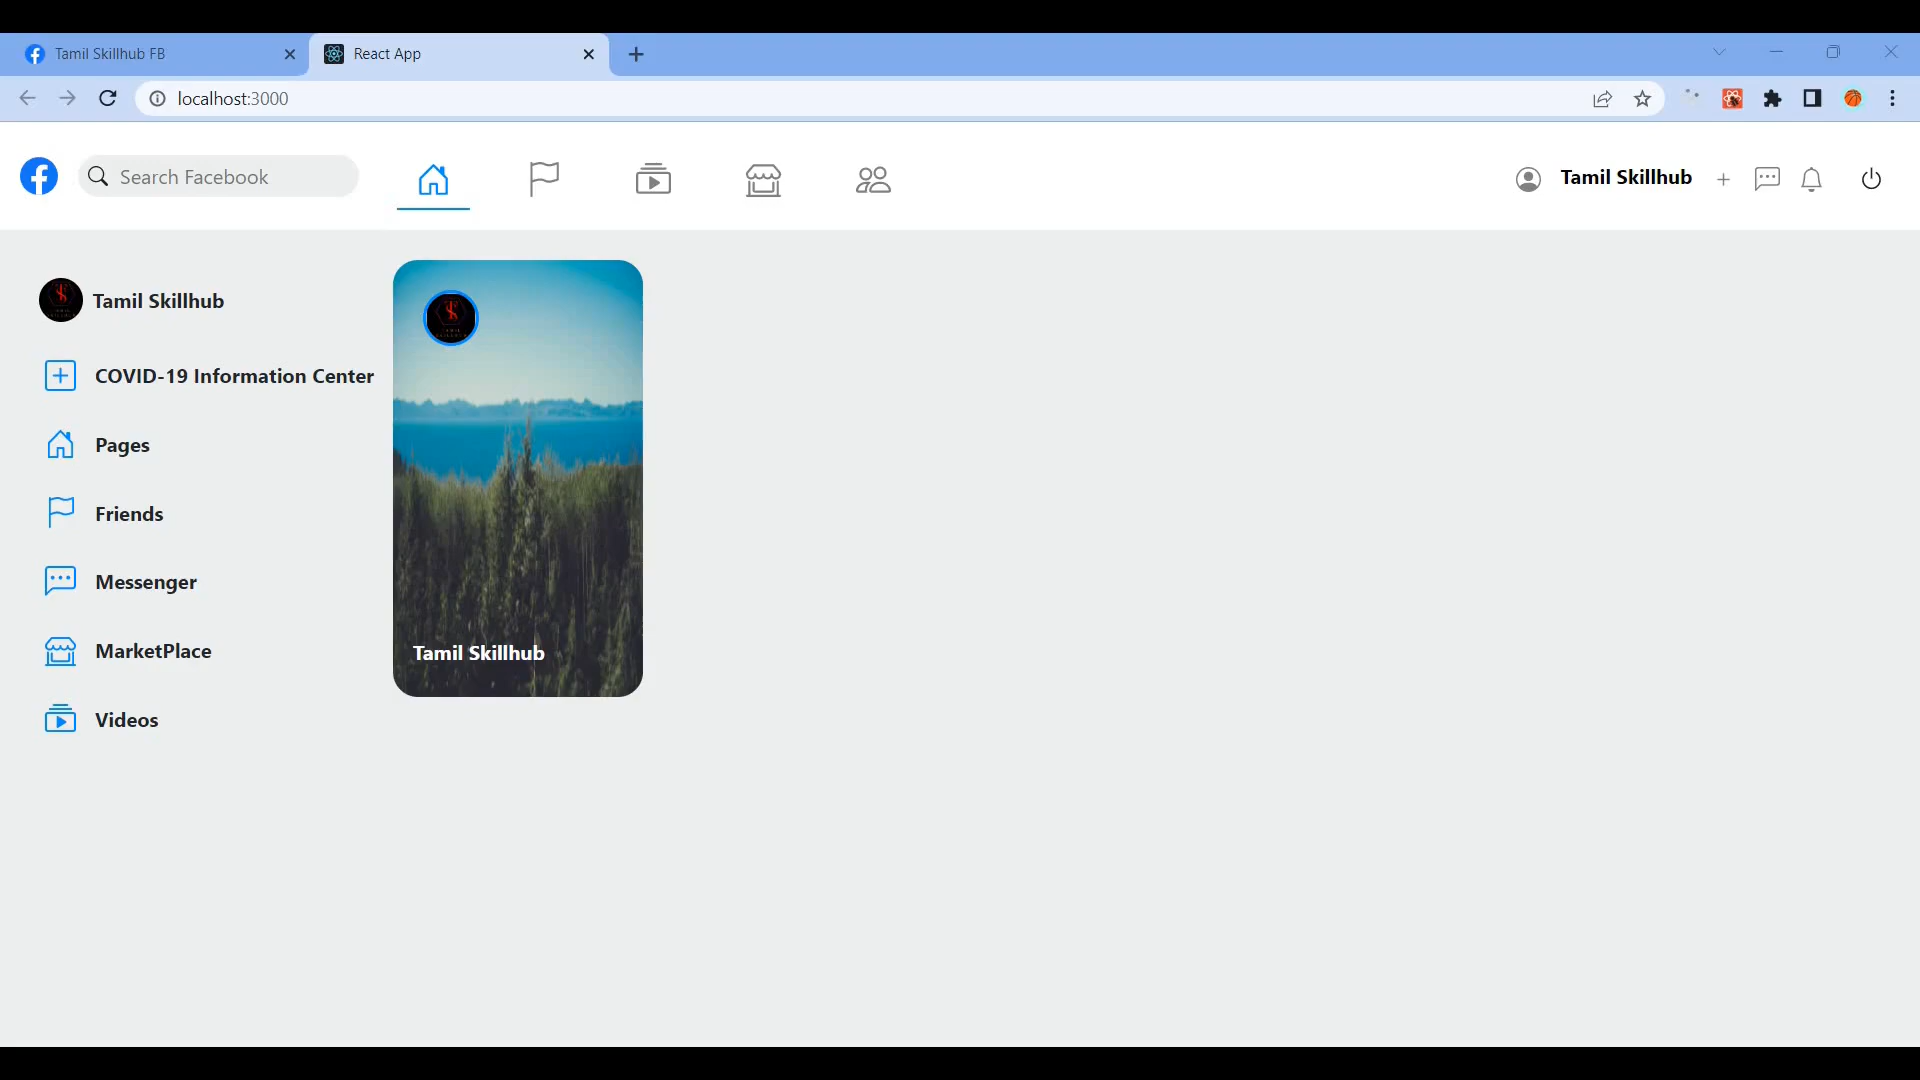 Tamil Skillhub FB
React App
localhost:3000
Search Facebook
Tamil Skillhub
Tamil Skillhub
COVID-19 Information Center
Pages
Friends
Messenger
MarketPlace
Videos
Tamil Skillhub